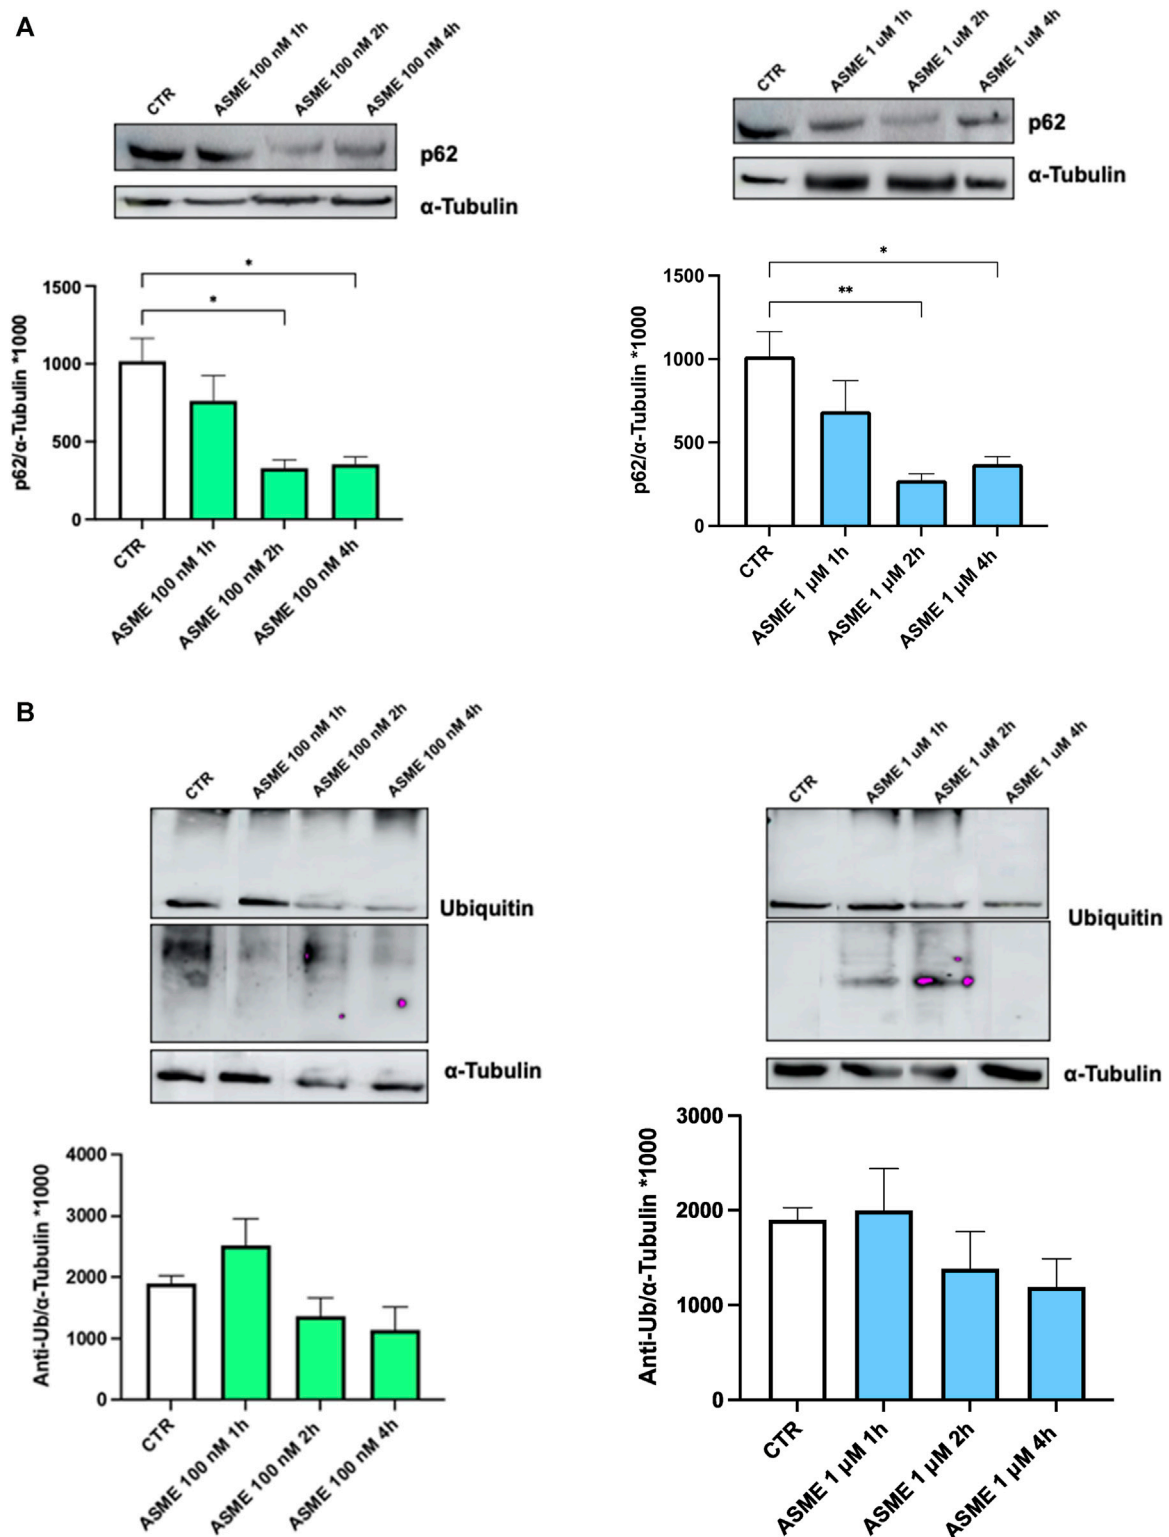 A
CTR
ASME 100 nM 1h
ASME 100 nM 2h
ASME 100 nM 4h
p62
α-Tubulin
CTR
ASME 1 uM 1h
ASME 1 uM 2h
ASME 1 uM 4h
p62
α-Tubulin
p62/α-Tubulin *1000
1500
1000
500
0
*
*
CTR
ASME 100 nM 1h
ASME 100 nM 2h
ASME 100 nM 4h
p62/α-Tubulin *1000
1500
1000
500
0
*
**
CTR
ASME 1 μM 1h
ASME 1 μM 2h
ASME 1 μM 4h
B
CTR
ASME 100 nM 1h
ASME 100 nM 2h
ASME 100 nM 4h
Ubiquitin
α-Tubulin
CTR
ASME 1 uM 1h
ASME 1 uM 2h
ASME 1 uM 4h
Ubiquitin
α-Tubulin
Anti-Ub/α-Tubulin *1000
4000
3000
2000
1000
0
CTR
ASME 100 nM 1h
ASME 100 nM 2h
ASME 100 nM 4h
Anti-Ub/α-Tubulin *1000
3000
2000
1000
0
CTR
ASME 1 μM 1h
ASME 1 μM 2h
ASME 1 μM 4h